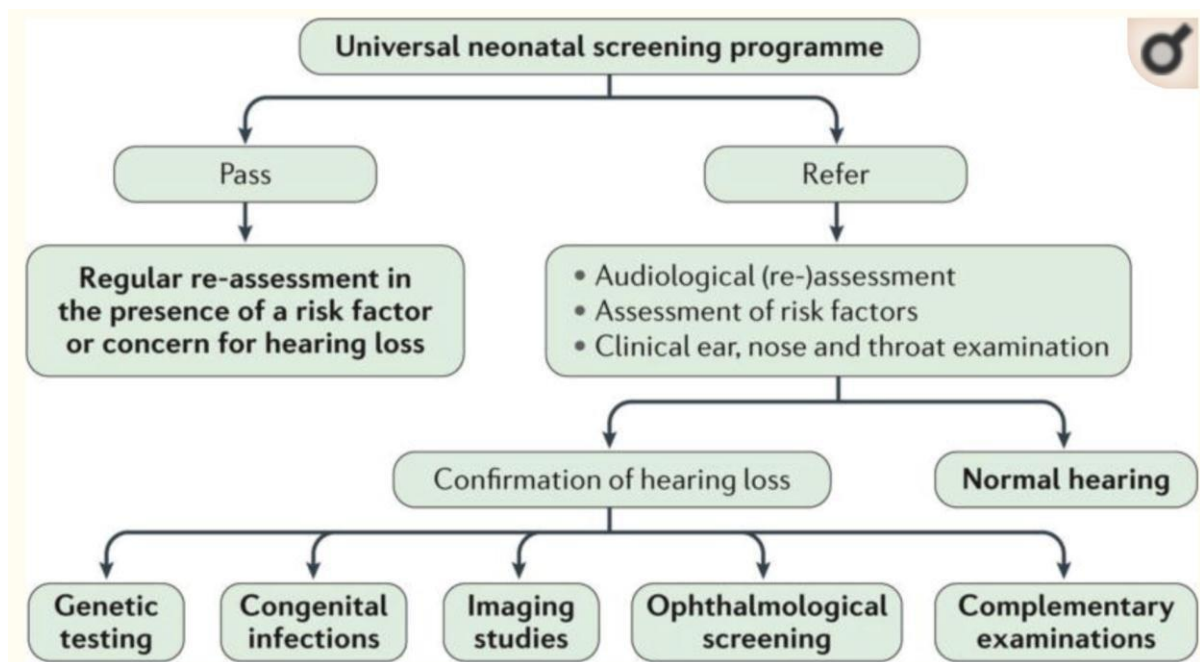 Universal neonatal screening programme
Pass
Refer
Regular re-assessment in
the presence of a risk factor
or concern for hearing loss
• Audiological (re-)assessment
• Assessment of risk factors
• Clinical ear, nose and throat examination
Confirmation of hearing loss
Normal hearing
Genetic
testing
Congenital
infections
Imaging
studies
Ophthalmological
screening
Complementary
examinations